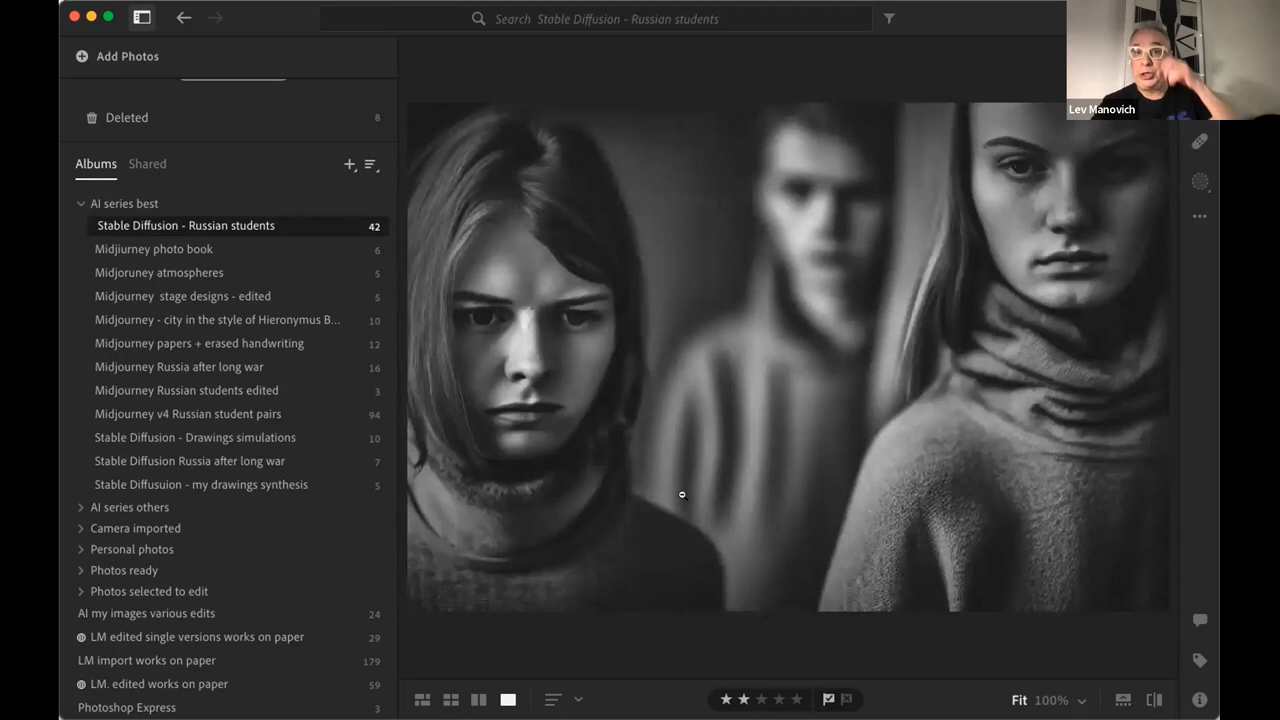 Search Stable Diffusion - Russian students
Add Photos
Lev Manovich
Deleted 8
Albums Shared
AI series best
Stable Diffusion - Russian students 42
Midjiurney photo book 6
Midjoruney atmospheres 5
Midjourney stage designs - edited 5
Midjourney - city in the style of Hieronymus B... 10
Midjourney papers + erased handwriting 12
Midjourney Russia after long war 16
Midjourney Russian students edited 3
Midjourney v4 Russian student pairs 94
Stable Diffusion - Drawings simulations 10
Stable Diffusion Russia after long war 7
Stable Diffusuion - my drawings synthesis 5
AI series others
Camera imported
Personal photos
Photos ready
Photos selected to edit
AI my images various edits 24
LM edited single versions works on paper 29
LM import works on paper 179
LM. edited works on paper 59
Photoshop Express 3
Fit 100%